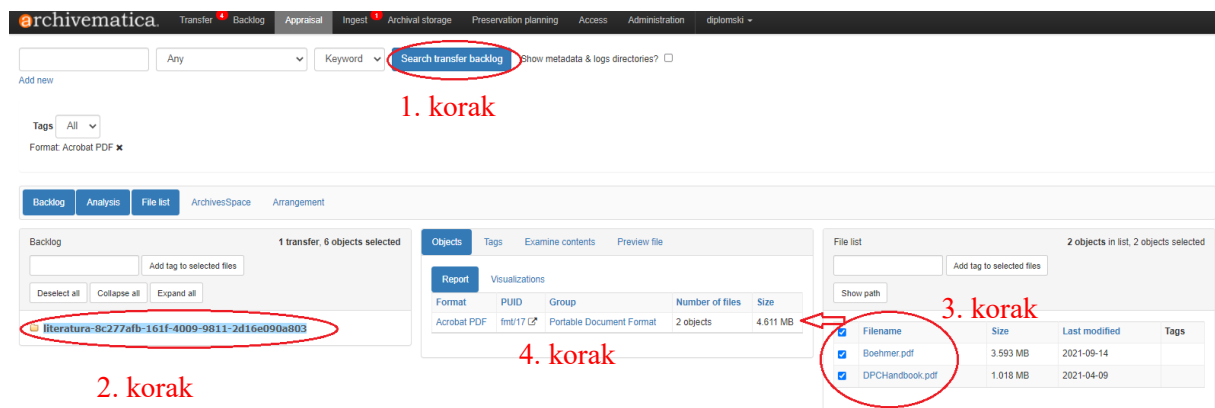 archivematica. Transfer 4 Backlog Appraisal Ingest 1 Archival storage Preservation planning Access Administration diplomski
Any Keyword Search transfer backlog Show metadata & logs directories?
Add new
1. korak
Tags All
Format: Acrobat PDF ×
Backlog Analysis File list ArchivesSpace Arrangement
Backlog 1 transfer, 6 objects selected
Add tag to selected files
Deselect all Collapse all Expand all
literatura-8c277afb-161f-4009-9811-2d16e090a803
2. korak
Objects Tags Examine contents Preview file
Report Visualizations
Format PUID Group Number of files Size
Acrobat PDF fmt/17 Portable Document Format 2 objects 4.611 MB
4. korak
File list 2 objects in list, 2 objects selected
Add tag to selected files
Show path
3. korak
Filename Size Last modified Tags
Boehmer.pdf 3.593 MB 2021-09-14
DPCHandbook.pdf 1.018 MB 2021-04-09